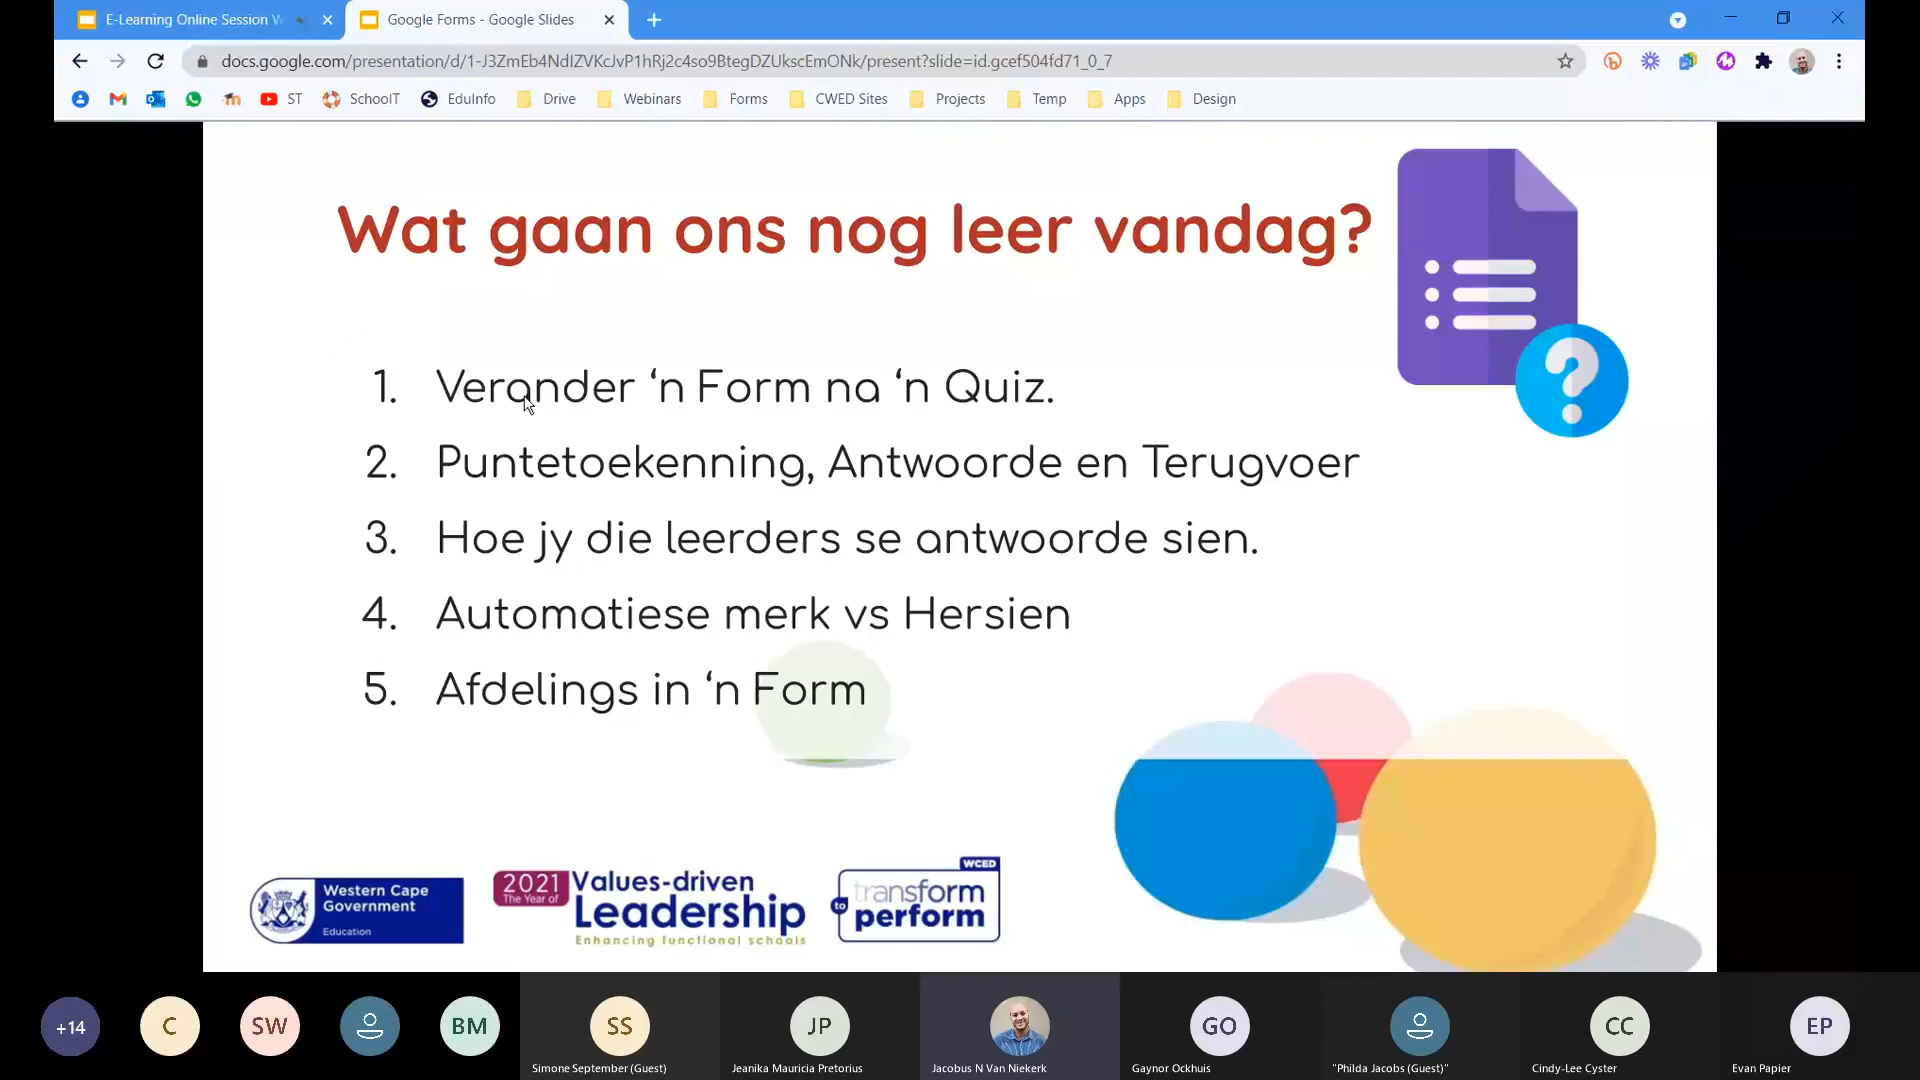 E-Learning Online Session W
Google Forms - Google Slides
docs.google.com/presentation/d/1-J3ZmEb4NdIZVKcJvP1hRj2c4so9BtegDZUkscEmONk/present?slide=id.gcef504fd71_0_7
ST SchoolT EduInfo Drive Webinars Forms CWED Sites Projects Temp Apps Design
Wat gaan ons nog leer vandag?
1. Verander ‘n Form na ‘n Quiz.
2. Puntetoekenning, Antwoorde en Terugvoer
3. Hoe jy die leerders se antwoorde sien.
4. Automatiese merk vs Hersien
5. Afdelings in ‘n Form
Western Cape
Government
Education
2021
The Year of
Values-driven
Leadership
Enhancing functional schools
WCED
transform
to
perform
+14 C SW BM SS JP GO CC EP
Simone September (Guest) Jeanika Mauricia Pretorius Jacobus N Van Niekerk Gaynor Ockhuis "Philda Jacobs (Guest)" Cindy-Lee Cyster Evan Papier